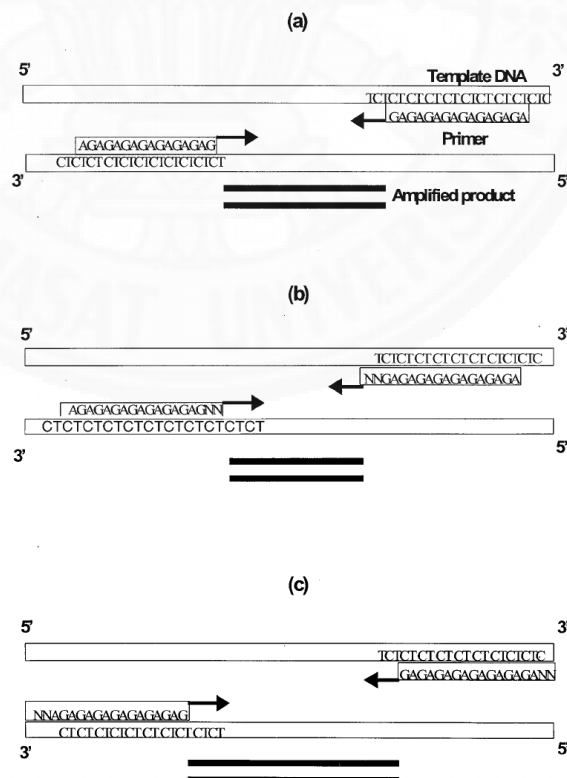 (a)
5' 3'
Template DNA
TCTCTCTCTCTCTCTCTCTC
GAGAGAGAGAGAGAGA
Primer
AGAGAGAGAGAGAGAG
CTCTCTCTCTCTCTCTCTCT
3' 5'
Amplified product
(b)
5' 3'
TCTCTCTCTCTCTCTCTCTC
NNGAGAGAGAGAGAGAGA
AGAGAGAGAGAGAGAGNN
CTCTCTCTCTCTCTCTCTCTCT
3' 5'
(c)
5' 3'
TCTCTCTCTCTCTCTCTCTC
GAGAGAGAGAGAGAGANN
NNAGAGAGAGAGAGAGAG
CTCTCTCTCTCTCTCTCTCT
3' 5'